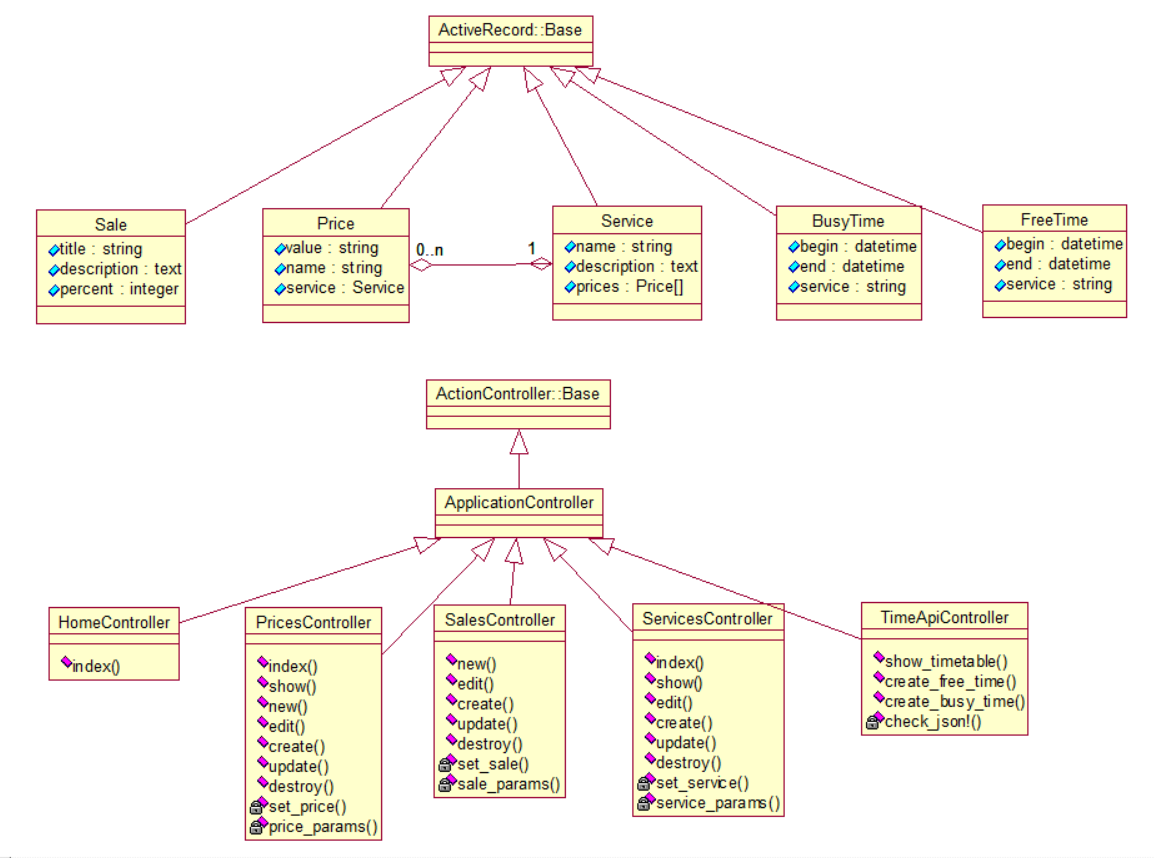 ActiveRecord::Base
Sale
title : string
description : text
percent : integer
Price
value : string
name : string
service : Service
0..n
1
Service
name : string
description : text
prices : Price[]
BusyTime
begin : datetime
end : datetime
service : string
FreeTime
begin : datetime
end : datetime
service : string
ActionController::Base
ApplicationController
HomeController
index()
PricesController
index()
show()
new()
edit()
create()
update()
destroy()
set_price()
price_params()
SalesController
new()
edit()
create()
update()
destroy()
set_sale()
sale_params()
ServicesController
index()
show()
edit()
create()
update()
destroy()
set_service()
service_params()
TimeApiController
show_timetable()
create_free_time()
create_busy_time()
check_json!()